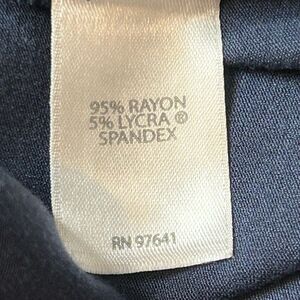 95% RAYON
5% LYCRA ®
SPANDEX
RN 97641